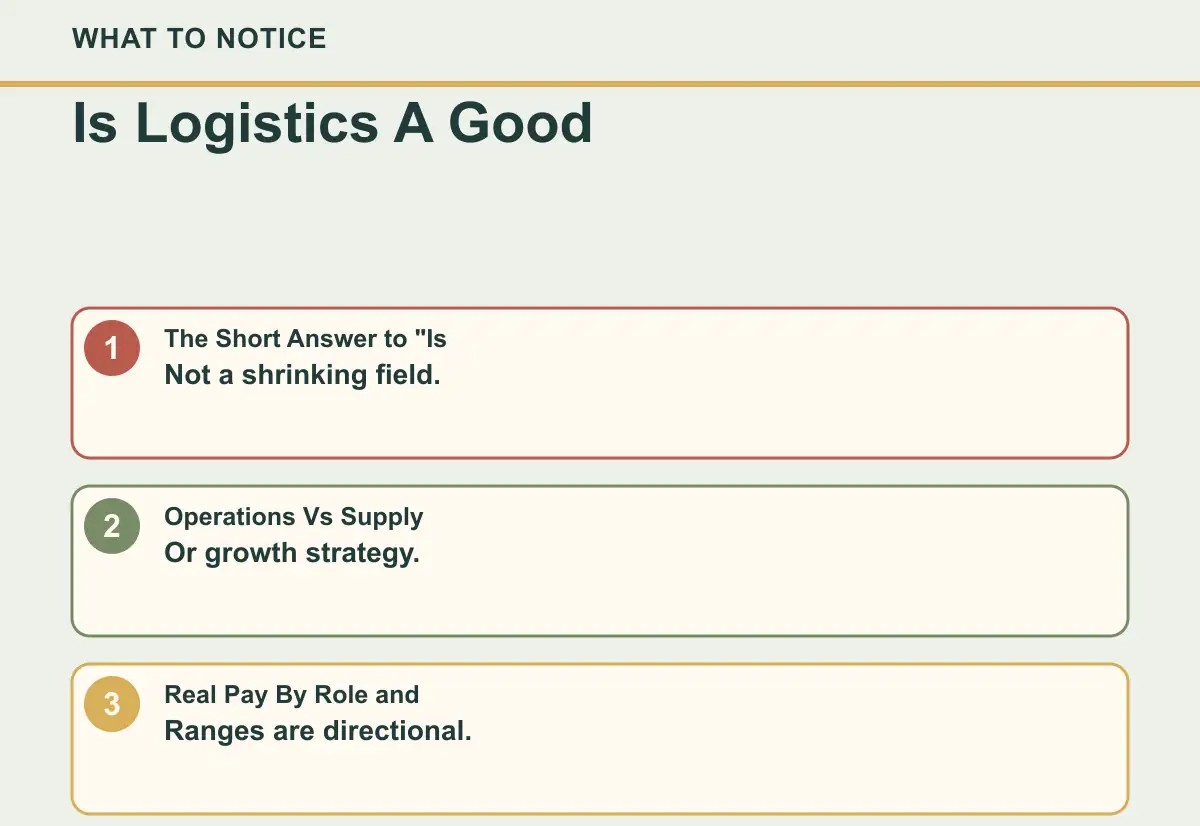 WHAT TO NOTICE
Is Logistics A Good
1
The Short Answer to "Is
Not a shrinking field.
2
Operations Vs Supply
Or growth strategy.
3
Real Pay By Role and
Ranges are directional.